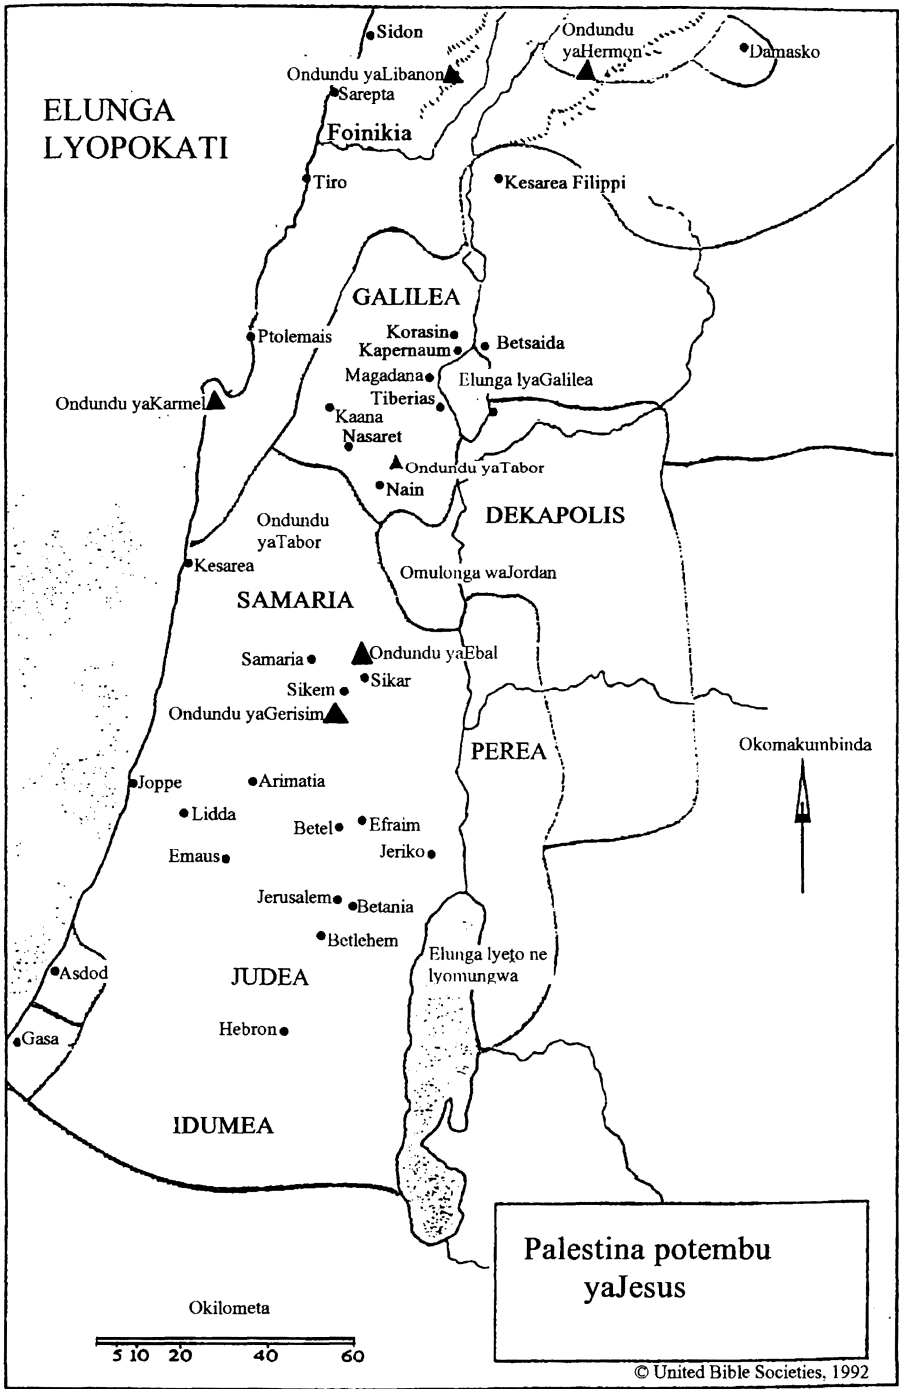 Sidon
Ondundu
yaHermon
Damasko
Ondundu yaLibanon
Sarepta
ELUNGA
LYOPOKATI
Foinikia
Tiro
Kesarea Filippi
GALILEA
Ptolemais
Korasin
Betsaida
Kapernaum
Magadana
Elunga lyaGalilea
Tiberias
Ondundu yaKarmel
Kaana
Nasaret
Ondundu yaTabor
Nain
DEKAPOLIS
Ondundu
yaTabor
Kesarea
Omulonga waJordan
SAMARIA
Samaria
Ondundu yaEbal
Sikar
Sikem
Ondundu yaGerisim
PEREA
Okomakumbinda
Joppe
Arimatia
Lidda
Betel
Efraim
Emaus
Jeriko
Jerusalem
Betania
Betlehem
Elunga lyeto ne
lyomungwa
Asdod
JUDEA
Hebron
Gasa
IDUMEA
Palestina potembu
yaJesus
Okilometa
5 10 20 40 60
© United Bible Societies, 1992